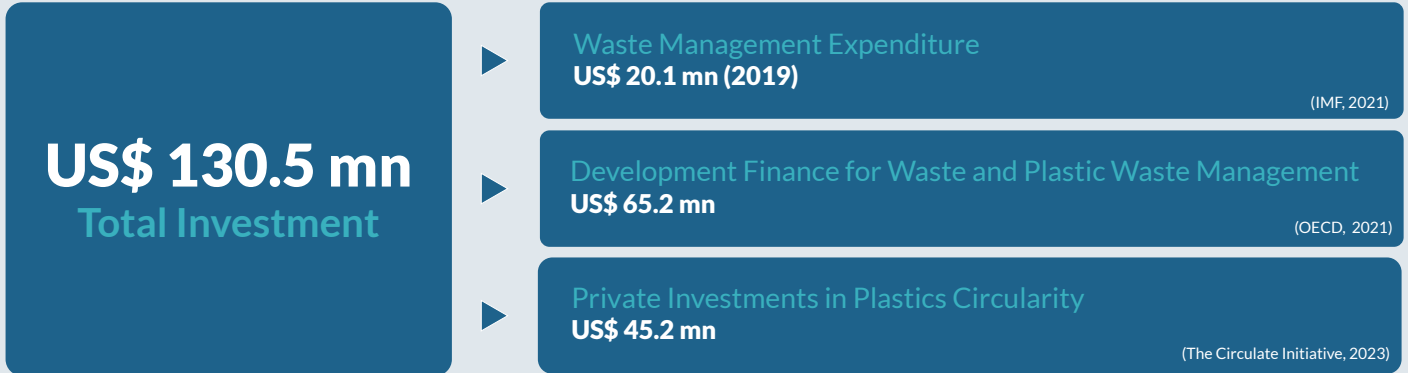 US$ 130.5 mn
Total Investment
Waste Management Expenditure
US$ 20.1 mn (2019)
(IMF, 2021)
Development Finance for Waste and Plastic Waste Management
US$ 65.2 mn
(OECD, 2021)
Private Investments in Plastics Circularity
US$ 45.2 mn
(The Circulate Initiative, 2023)